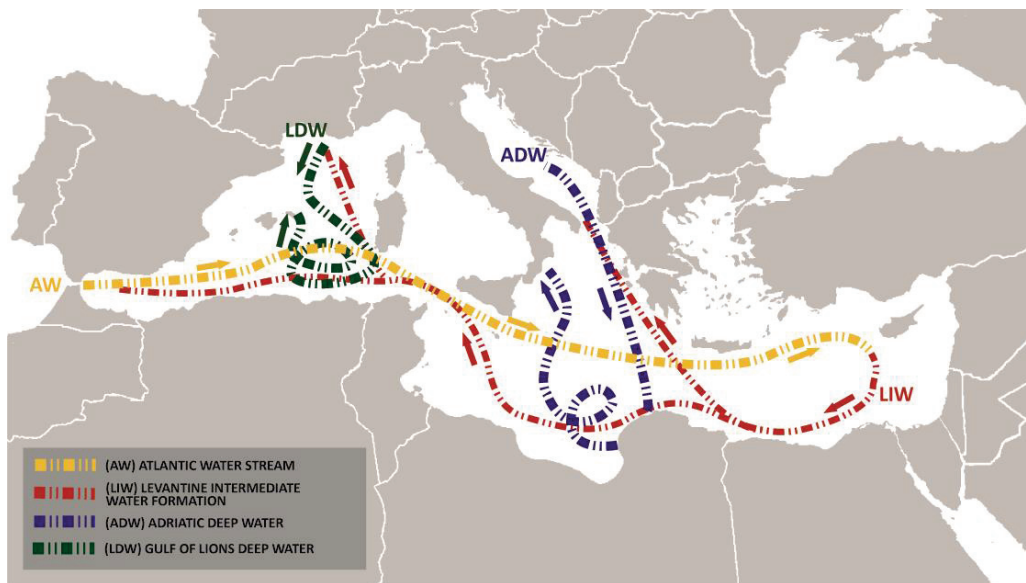 LDW
ADW
AW
LIW
(AW) ATLANTIC WATER STREAM
(LIW) LEVANTINE INTERMEDIATE
WATER FORMATION
(ADW) ADRIATIC DEEP WATER
(LDW) GULF OF LIONS DEEP WATER